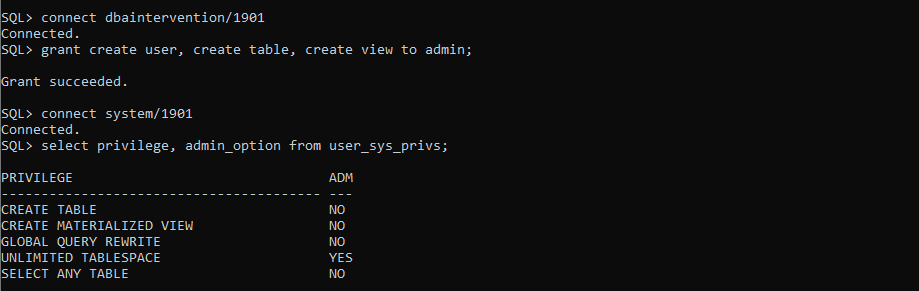 SQL> connect dbaintervention/1901
Connected.
SQL> grant create user, create table, create view to admin;
Grant succeeded.
SQL> connect system/1901
Connected.
SQL> select privilege, admin_option from user_sys_privs;
PRIVILEGE                                ADM
---------------------------------------- ---
CREATE TABLE                             NO
CREATE MATERIALIZED VIEW                 NO
GLOBAL QUERY REWRITE                     NO
UNLIMITED TABLESPACE                     YES
SELECT ANY TABLE                         NO